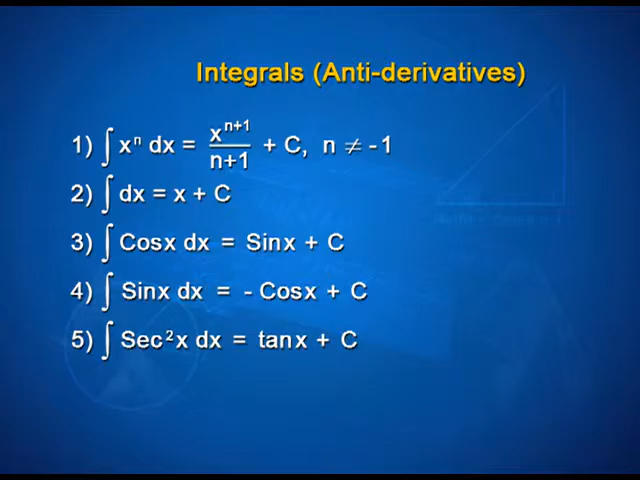 Integrals (Anti-derivatives)
1) ∫ xⁿ dx = xⁿ⁺¹/n+1 + C, n ≠ -1
2) ∫ dx = x + C
3) ∫ Cosx dx = Sinx + C
4) ∫ Sinx dx = - Cosx + C
5) ∫ Sec²x dx = tanx + C